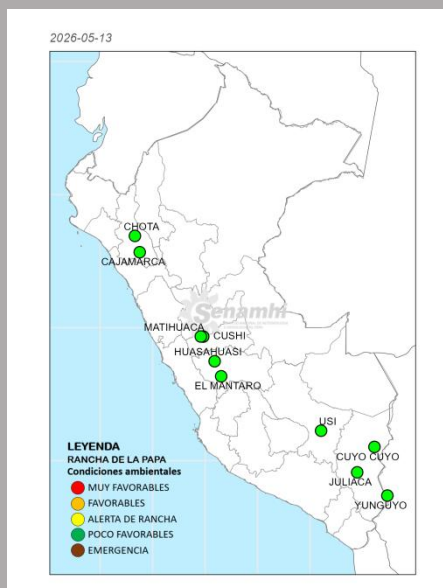 2026-05-13
CHOTA
CAJAMARCA
Senamhi
MATIHUACA
CUSHI
HUASAHUASI
EL MANTARO
USI
CUYO CUYO
JULIACA
YUNGUYO
LEYENDA
RANCHA DE LA PAPA
Condiciones ambientales
MUY FAVORABLES
FAVORABLES
ALERTA DE RANCHA
POCO FAVORABLES
EMERGENCIA